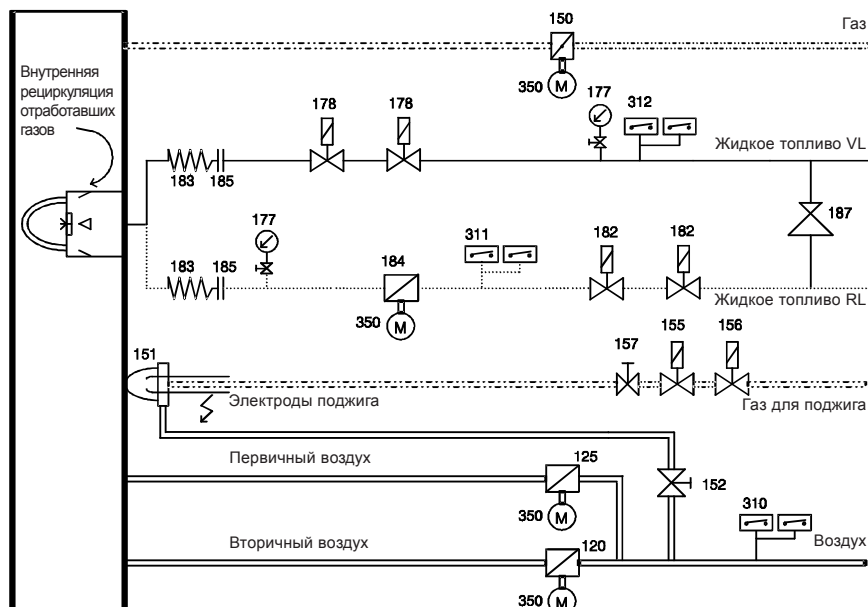 150
Газ
Внутренняя
рециркуляция
отработавших
газов
350 M
178
178
177
312
Жидкое топливо VL
183
185
187
177
311
182
182
183
185
184
Жидкое топливо RL
350 M
151
157
155
156
Электроды поджига
Газ для поджига
Первичный воздух
125
152
350 M
310
Вторичный воздух
120
Воздух
350 M